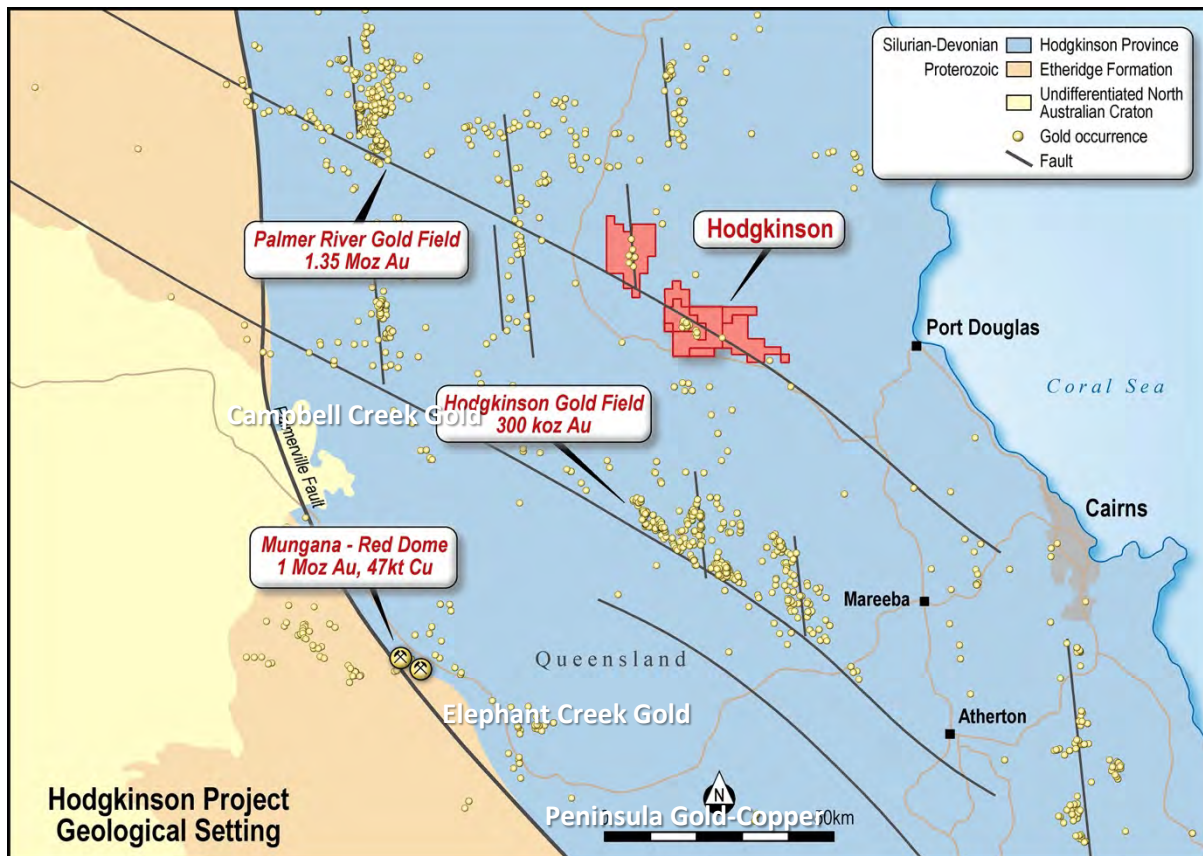 Silurian-Devonian Hodgkinson Province
Proterozoic Etheridge Formation
Undifferentiated North
Australian Craton
Gold occurrence
Fault
Palmer River Gold Field
1.35 Moz Au
Hodgkinson
Port Douglas
Coral Sea
Campbell Creek Gold
Hodgkinson Gold Field
300 koz Au
Palmerville Fault
Cairns
Mungana - Red Dome
1 Moz Au, 47kt Cu
Mareeba
Queensland
Elephant Creek Gold
Atherton
Hodgkinson Project
Geological Setting
N
Peninsula Gold-Copper